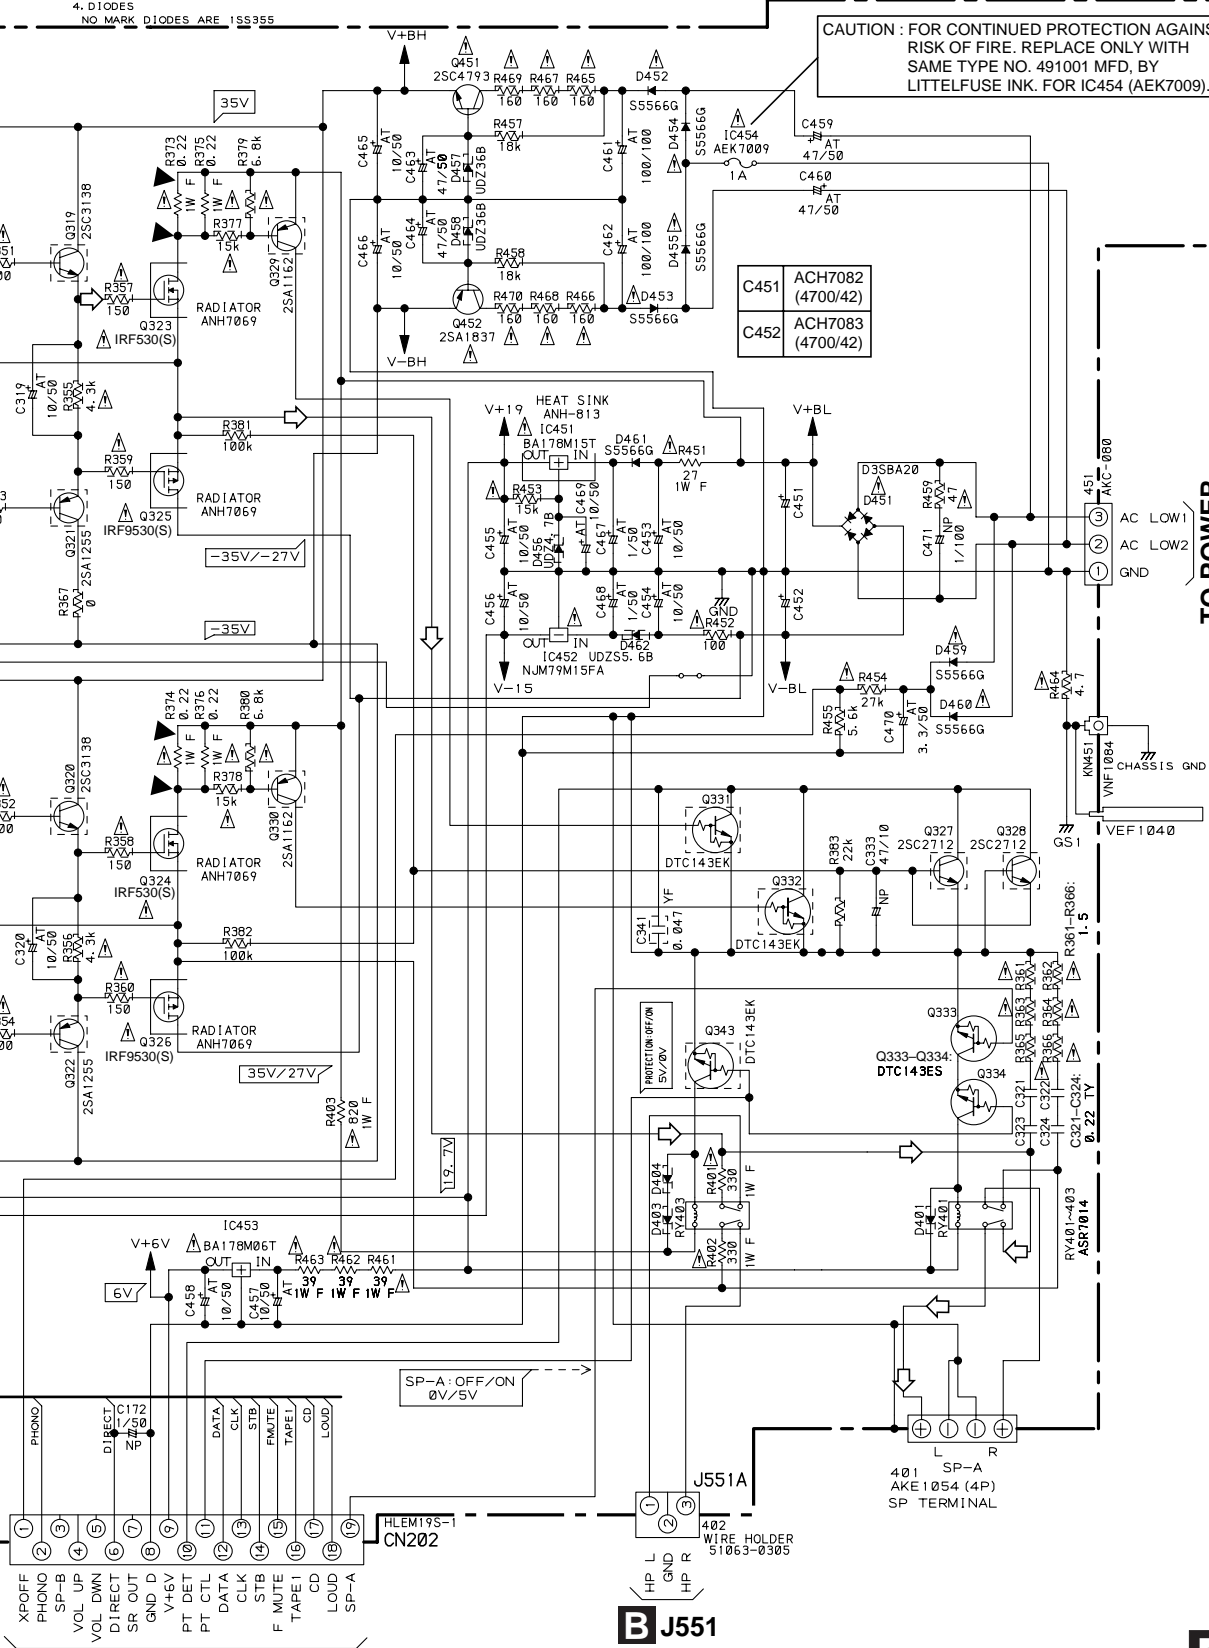 4. DIODES
NO MARK DIODES ARE 1SS355
CAUTION : FOR CONTINUED PROTECTION AGAINS
RISK OF FIRE. REPLACE ONLY WITH
SAME TYPE NO. 491001 MFD, BY
LITTELFUSE INK. FOR IC454 (AEK7009).
V+BH
Q451
2SC4793
R469
160
R467
160
R465
160
D452
S5566G
R457
18k
35V
C465
AT
10/50
C463
AT
47/50
D457
UDZ36B
C461
AT
100/100
D454
S5566G
IC454
AEK7009
1A
C459
AT
47/50
C460
AT
47/50
Q319
2SC3138
R373
0.22
R375
0.22
R379
6.8k
1W F
1W F
R377
15k
Q329
2SA1162
C466
AT
10/50
C464
AT
47/50
D458
UDZ36B
C462
AT
100/100
D455
S5566G
R458
18k
R470
160
R468
160
R466
160
D453
S5566G
Q452
2SA1837
V-BH
C451 ACH7082
(4700/42)
C452 ACH7083
(4700/42)
R357
150
RADIATOR
ANH7069
Q323
IRF530(S)
C319
AT
10/50
R355
4.3k
R381
100k
R359
150
RADIATOR
ANH7069
Q325
IRF9530(S)
Q321
2SA1255
R367
0
-35V/-27V
-35V
HEAT SINK
ANH-813
V+19
IC451
BA178M15T
OUT
IN
D461
S5566G
R451
27
1W F
V+BL
R453
15k
C469
10/50
AT
C455
AT
10/50
D456
UDZ4.7B
C467
AT
1/50
C453
AT
10/50
C451
D3SBA20
D451
R459
47
C471
NP
1/100
451
AKC-080
3 AC LOW1
2 AC LOW2
1 GND
TO POWER
C456
AT
10/50
C468
AT
1/50
C454
AT
10/50
GND
C452
R452
100
OUT
IN
IC452
NJM79M15FA
D462
UDZS5.6B
V-15
V-BL
D459
S5566G
R454
27k
D460
S5566G
R455
5.6k
C470
AT
3.3/50
R464
4.7
KN451
VNF1084
CHASSIS GND
GS1
VEF1040
R374
0.22
R376
0.22
R380
6.8k
1W F
1W F
R378
15k
Q330
2SA1162
Q320
2SC3138
R358
150
RADIATOR
ANH7069
Q324
IRF530(S)
C320
AT
10/50
R356
4.3k
R382
100k
R360
150
RADIATOR
ANH7069
Q326
IRF9530(S)
Q322
2SA1255
35V/27V
Q331
DTC143EK
Q332
DTC143EK
C341
YF
0.047
R383
22k
C333
47/10
NP
Q327
2SC2712
Q328
2SC2712
R361-R366:
1.5
R361
R362
R363
R364
R365
R366
Q333
Q333-Q334:
DTC143ES
Q334
C321
C322
C323
C324
C321-C324:
0.22 TY
PROTECTION:OFF/ON
5V/0V
Q343
DTC143EK
R403
820
1W F
19.7V
D404
D403
RY403
R401
330
1W F
R402
330
1W F
D401
RY401
RY401~403
ASR7014
IC453
BA178M06T
V+6V
OUT
IN
R463
39
1W F
R462
39
1W F
R461
39
1W F
6V
C458
AT
10/50
C457
AT
10/50
SP-A:OFF/ON
0V/5V
PHONO
DIRECT
C172
1/50
NP
DATA
CLK
STB
FMUTE
TAPE1
CD
LOUD
L
R
SP-A
401
AKE1054(4P)
SP TERMINAL
J551A
402
WIRE HOLDER
51063-0305
1 HP L
2 GND
3 HP R
B J551
HLEM19S-1
CN202
1 XPOFF
2 PHONO
3 SP-B
4 VOL UP
5 VOL DWN
6 DIRECT
7 SR OUT
8 GND D
9 V+6V
10 PT DET
11 PT CTL
12 DATA
13 CLK
14 STB
15 F MUTE
16 TAPE1
17 CD
18 LOUD
19 SP-A